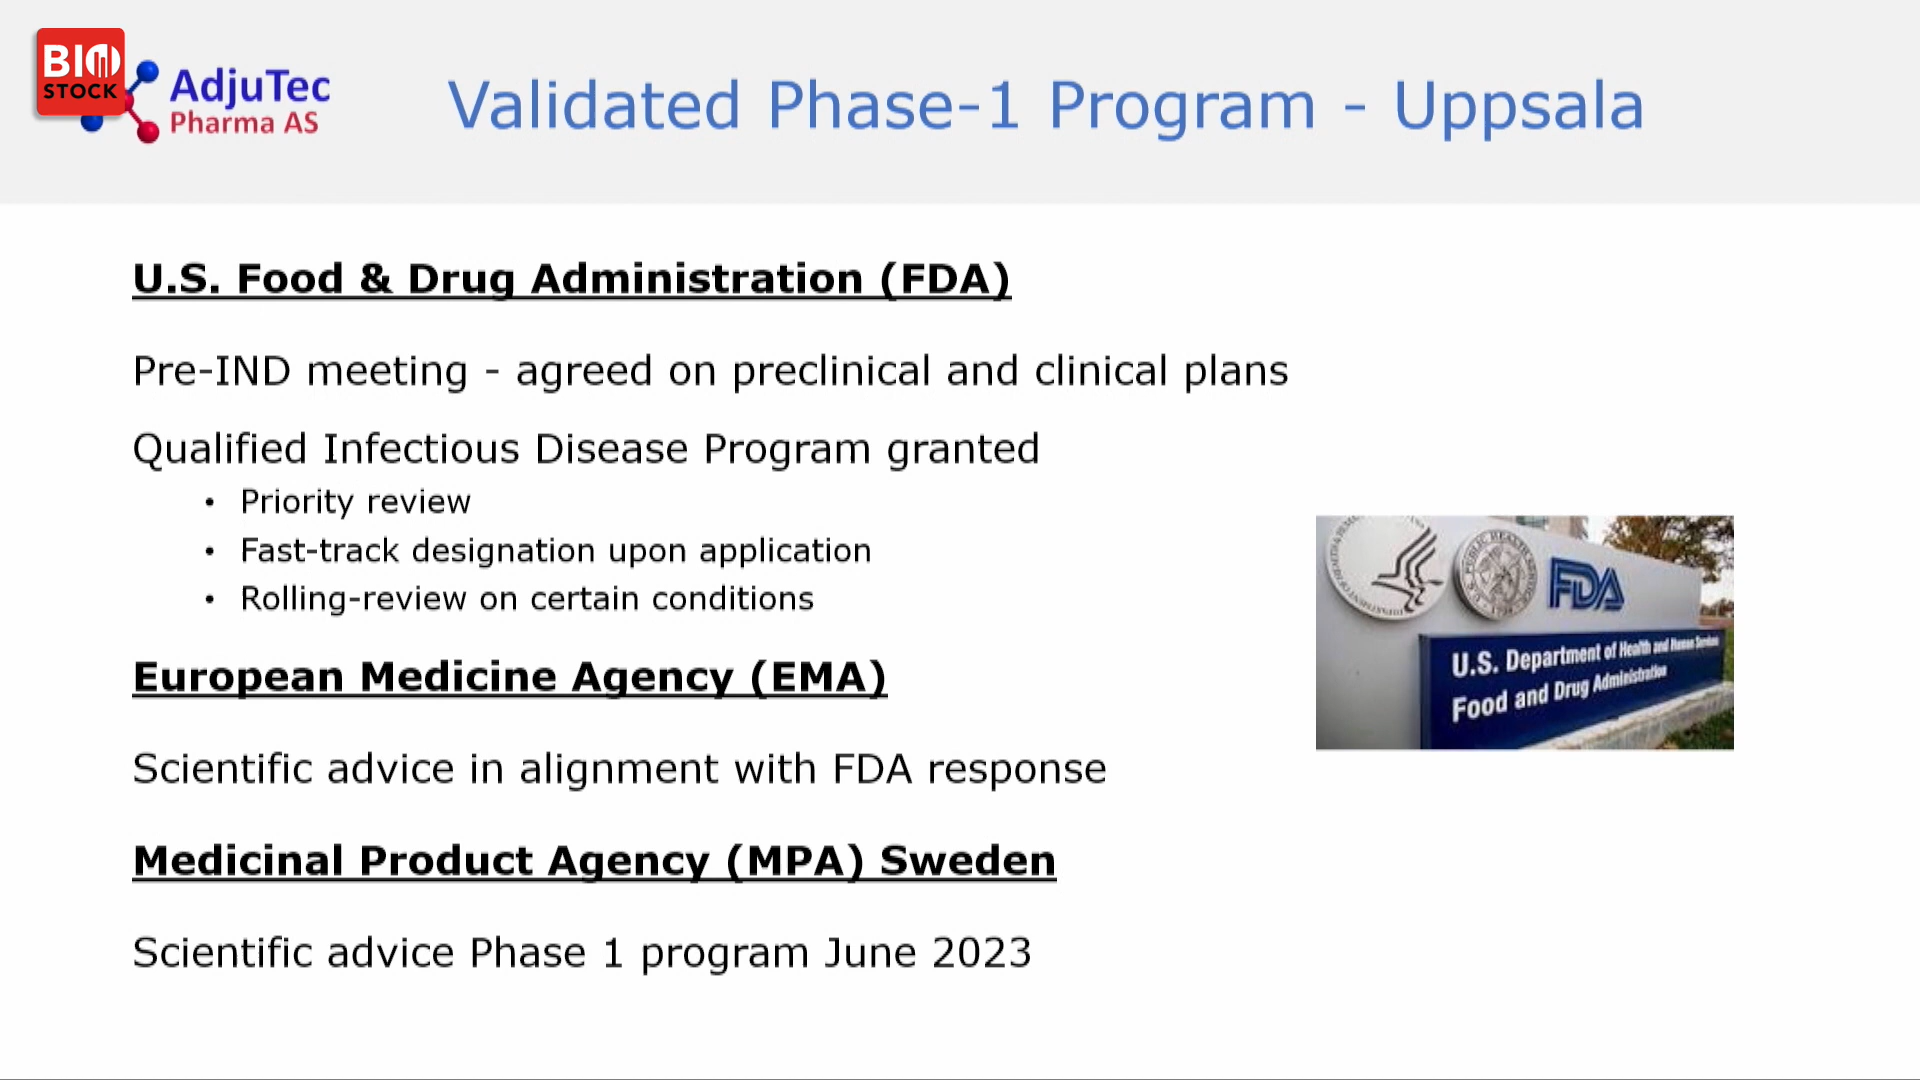 BIO
STOCK
AdjuTec
Pharma AS
Validated Phase-1 Program - Uppsala
U.S. Food & Drug Administration (FDA)
Pre-IND meeting - agreed on preclinical and clinical plans
Qualified Infectious Disease Program granted
• Priority review
• Fast-track designation upon application
• Rolling-review on certain conditions
FDA
U.S. Department of Health and Human Services
Food and Drug Administration
European Medicine Agency (EMA)
Scientific advice in alignment with FDA response
Medicinal Product Agency (MPA) Sweden
Scientific advice Phase 1 program June 2023